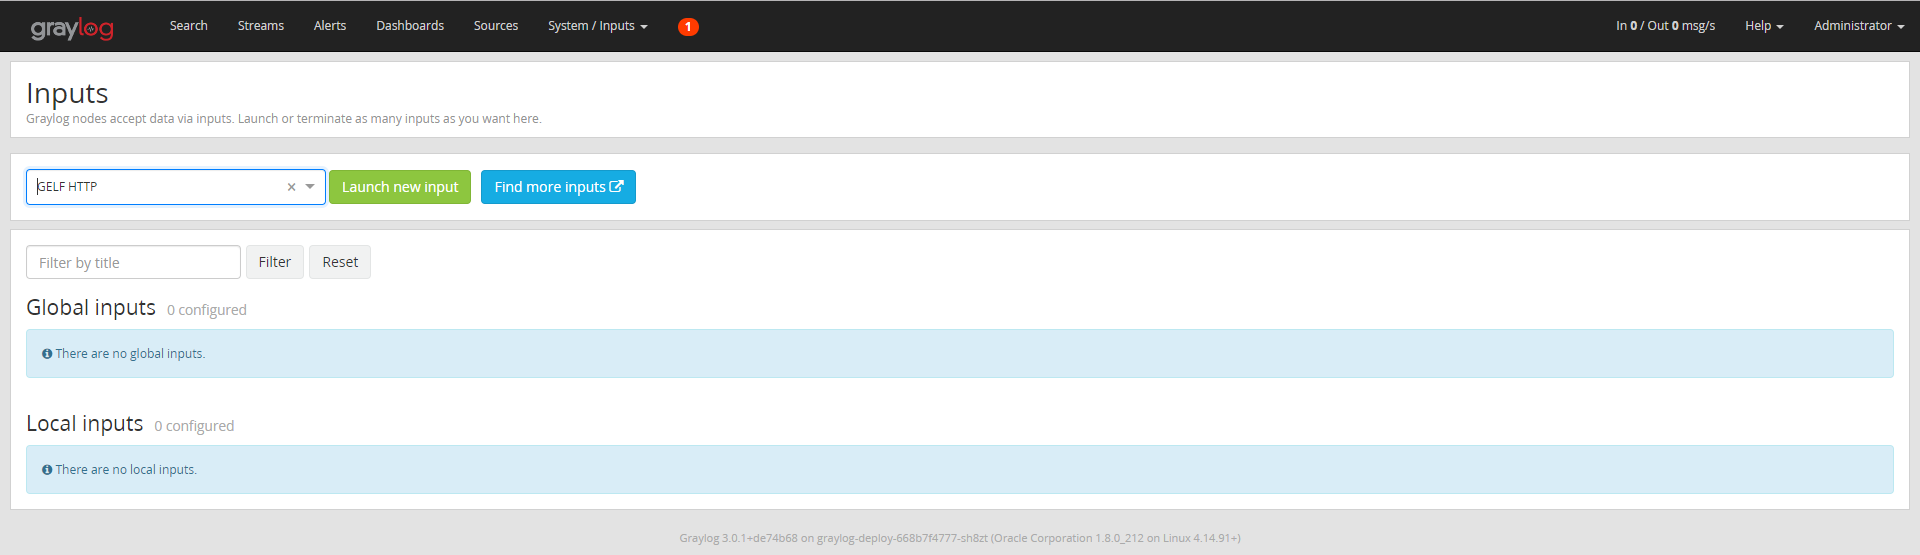 graylog Search Streams Alerts Dashboards Sources System / Inputs 1 In 0 / Out 0 msg/s Help Administrator
Inputs
Graylog nodes accept data via inputs. Launch or terminate as many inputs as you want here.
GELF HTTP × Launch new input Find more inputs
Filter by title Filter Reset
Global inputs 0 configured
There are no global inputs.
Local inputs 0 configured
There are no local inputs.
Graylog 3.0.1+de74b68 on graylog-deploy-668b7f4777-sh8zt (Oracle Corporation 1.8.0_212 on Linux 4.14.91+)